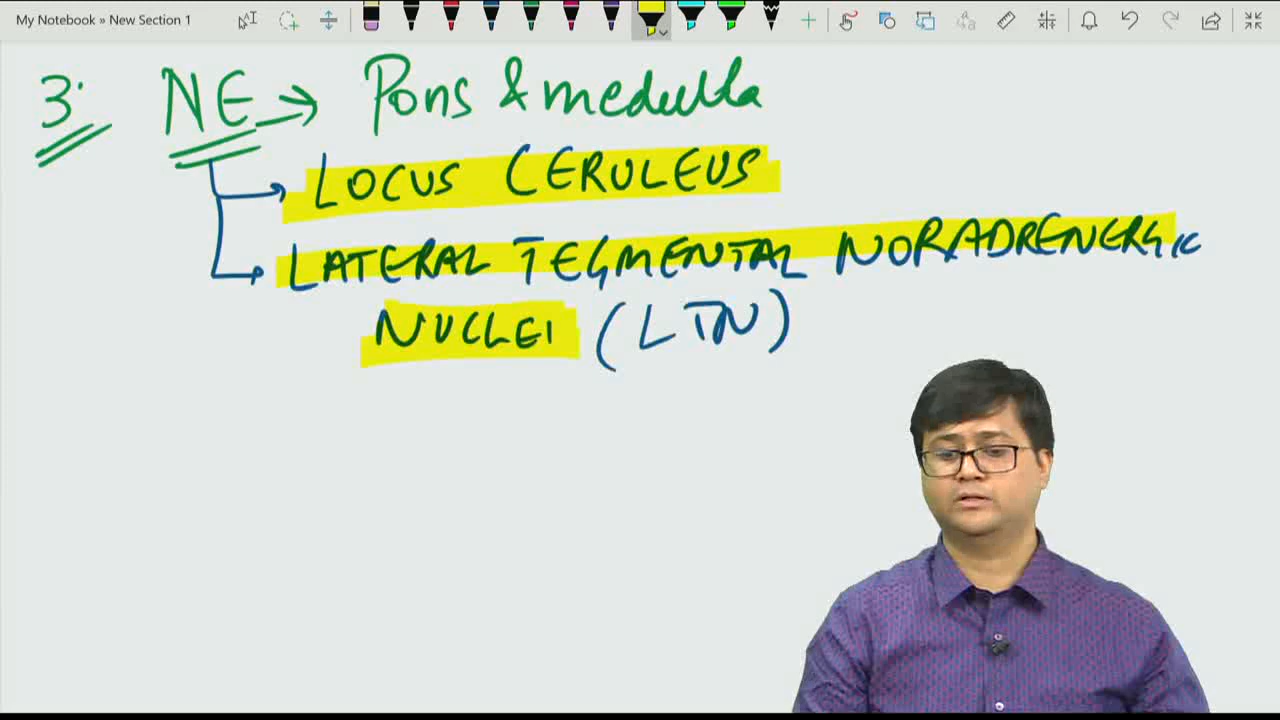 My Notebook » New Section 1
3. NE → Pons & medulla
LOCUS CERULEUS
LATERAL TEGMENTAL NORADRENERGIC
NUCLEI (LTN)